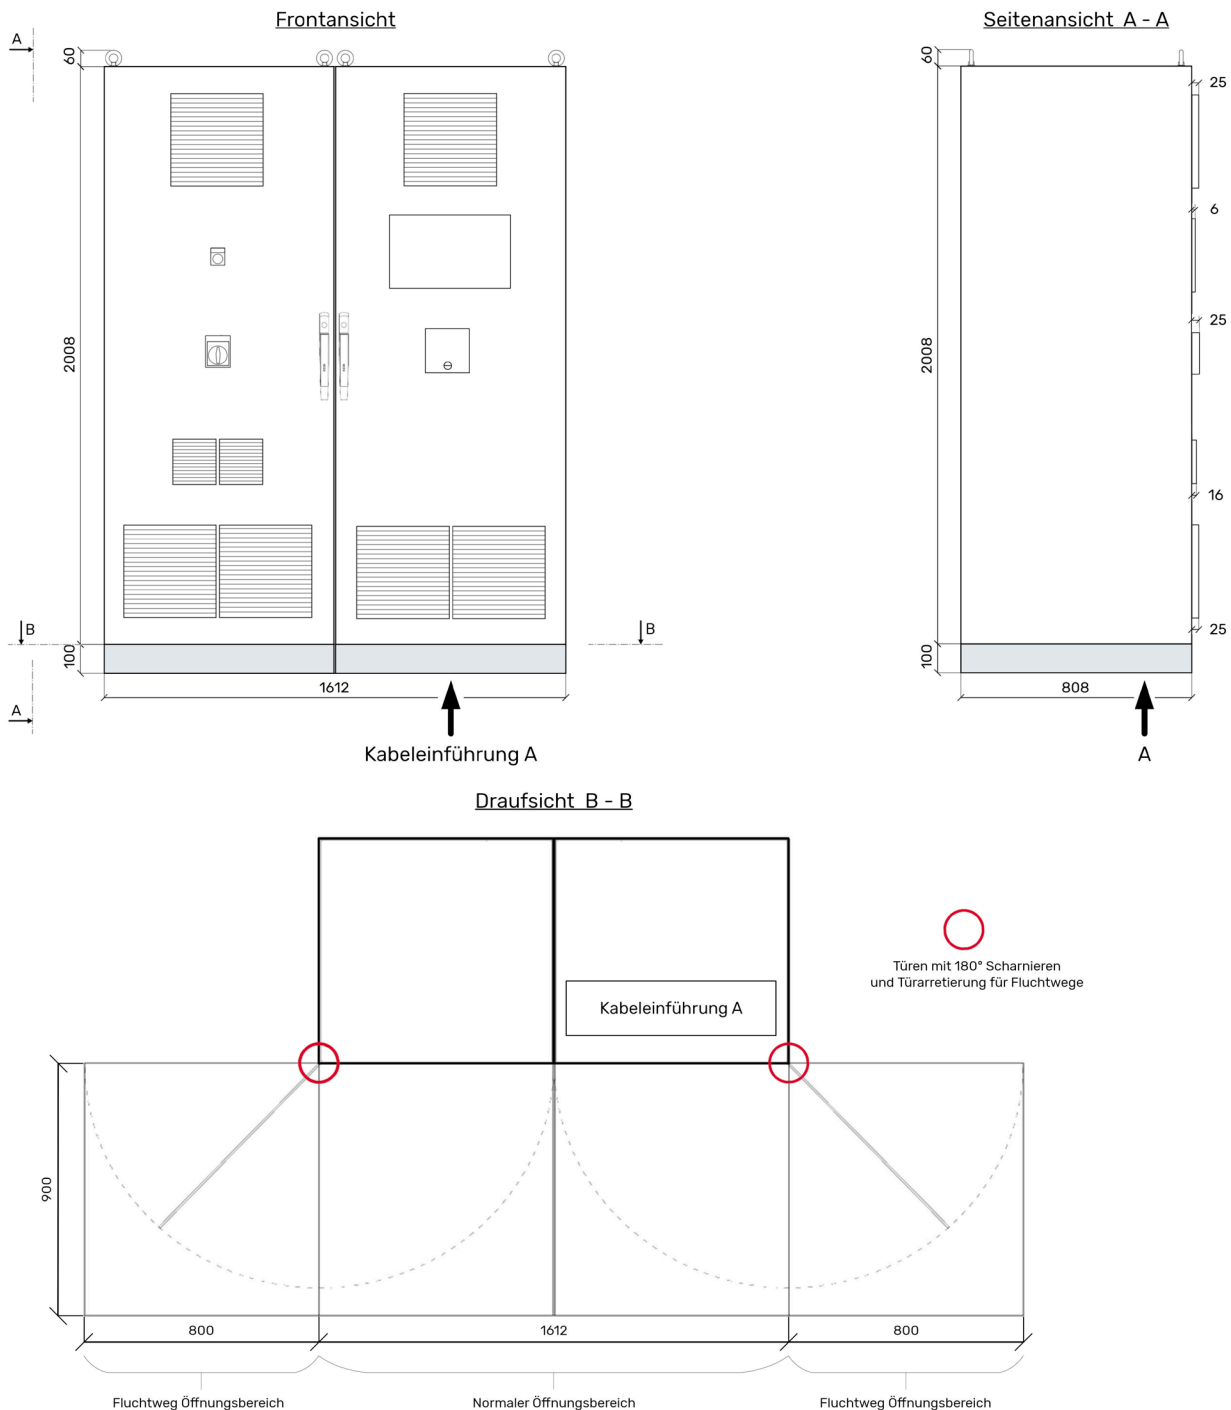 Frontansicht
Seitenansicht A - A
A
60
60
25
6
2008
2008
25
16
B
B
100
100
25
1612
808
A
Kabeleinführung A
A
Draufsicht B - B
Türen mit 180° Scharnieren
und Türarretierung für Fluchtwege
Kabeleinführung A
900
800
1612
800
Fluchtweg Öffnungsbereich
Normaler Öffnungsbereich
Fluchtweg Öffnungsbereich